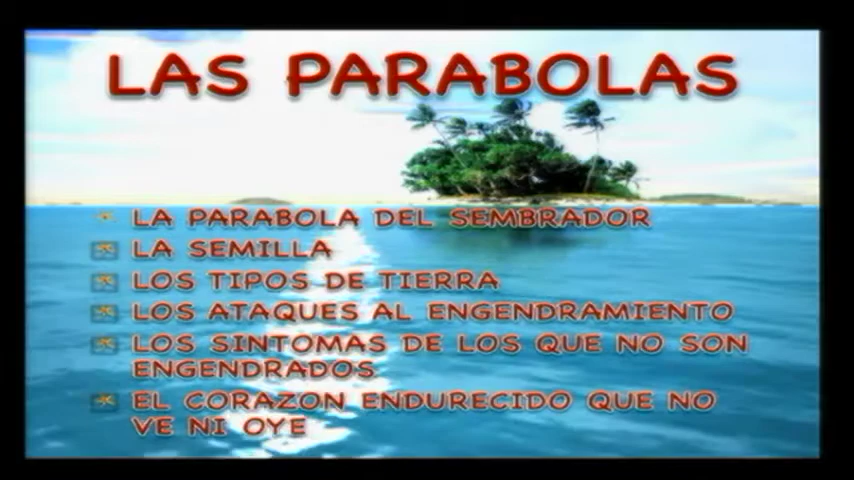 LAS PARABOLAS
LA PARABOLA DEL SEMBRADOR
LA SEMILLA
LOS TIPOS DE TIERRA
LOS ATAQUES AL ENGENDRAMIENTO
LOS SINTOMAS DE LOS QUE NO SON
ENGENDRADOS
EL CORAZON ENDURECIDO QUE NO
VE NI OYE